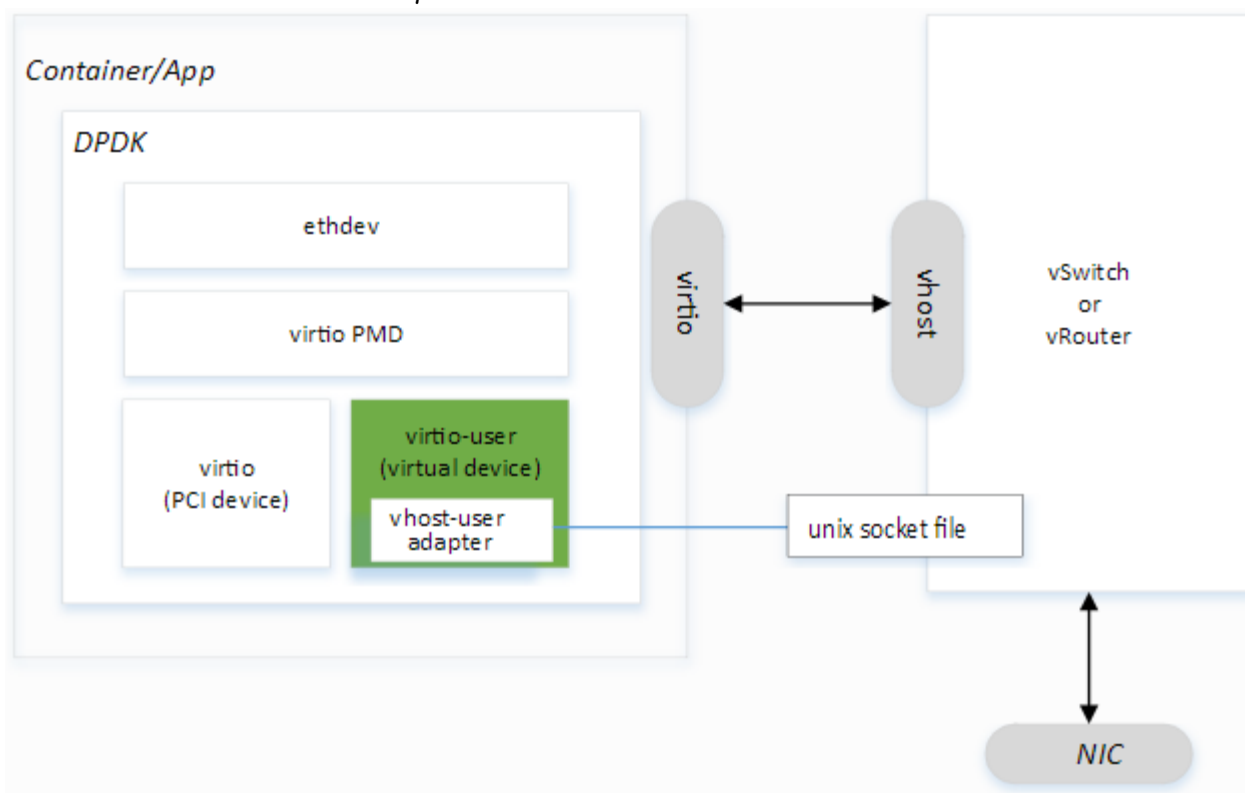 Container/App
DPDK
ethdev
virtio PMD
virtio
(PCI device)
virtio-user
(virtual device)
vhost-user
adapter
virtio
vhost
unix socket file
vSwitch
or
vRouter
NIC